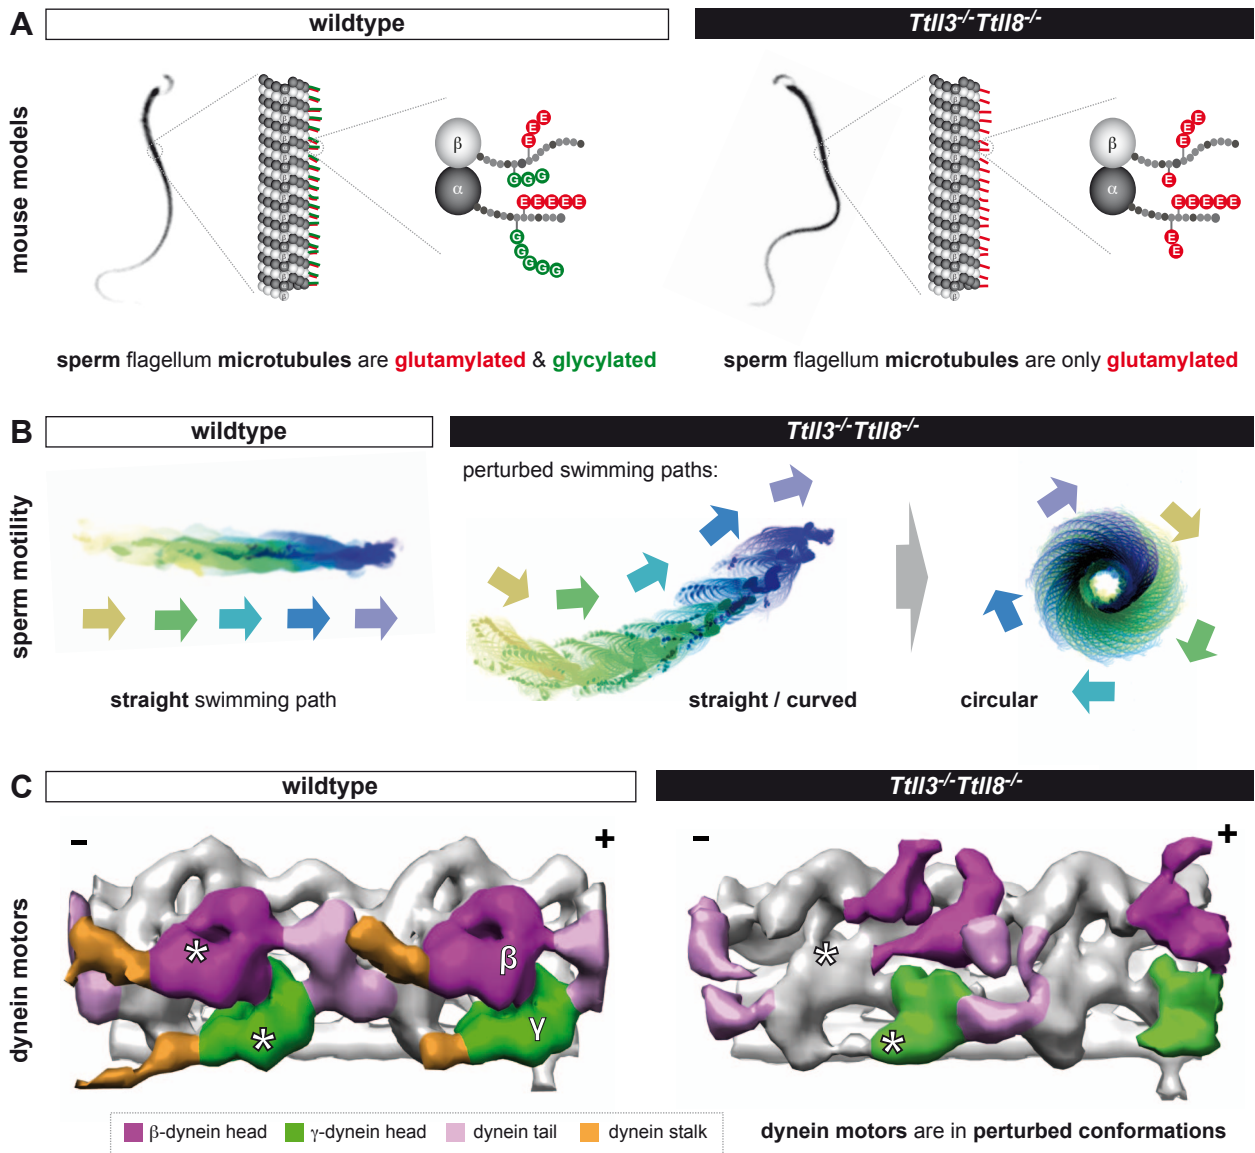 A
wildtype
Ttll3-/-Ttll8-/-
mouse models
β
α
E E E
G G G
E E E E E
G G G G G
β
α
E E E
E
E E E E E
E E
sperm flagellum microtubules are glutamylated & glycylated
sperm flagellum microtubules are only glutamylated
B
wildtype
Ttll3-/-Ttll8-/-
sperm motility
perturbed swimming paths:
straight swimming path
straight / curved
circular
C
wildtype
Ttll3-/-Ttll8-/-
dynein motors
– +
– +
* β
* γ
*
*
β-dynein head γ-dynein head dynein tail dynein stalk
dynein motors are in perturbed conformations